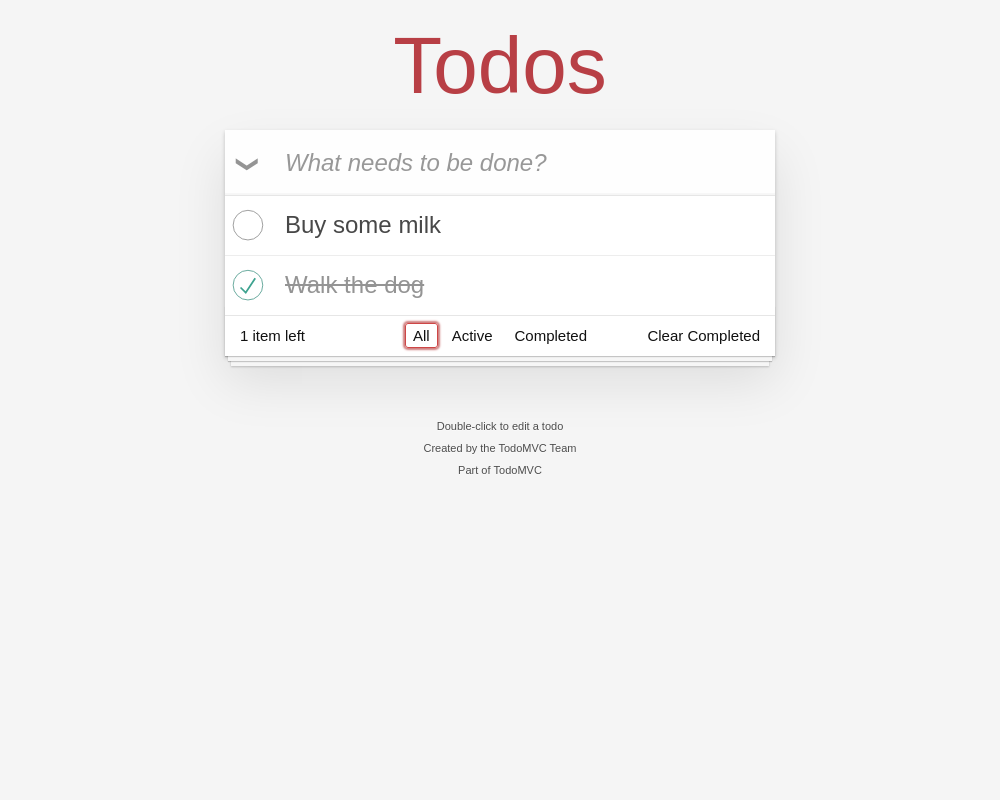 Todos
What needs to be done?
Buy some milk
Walk the dog
1 item left All Active Completed Clear Completed
Double-click to edit a todo
Created by the TodoMVC Team
Part of TodoMVC